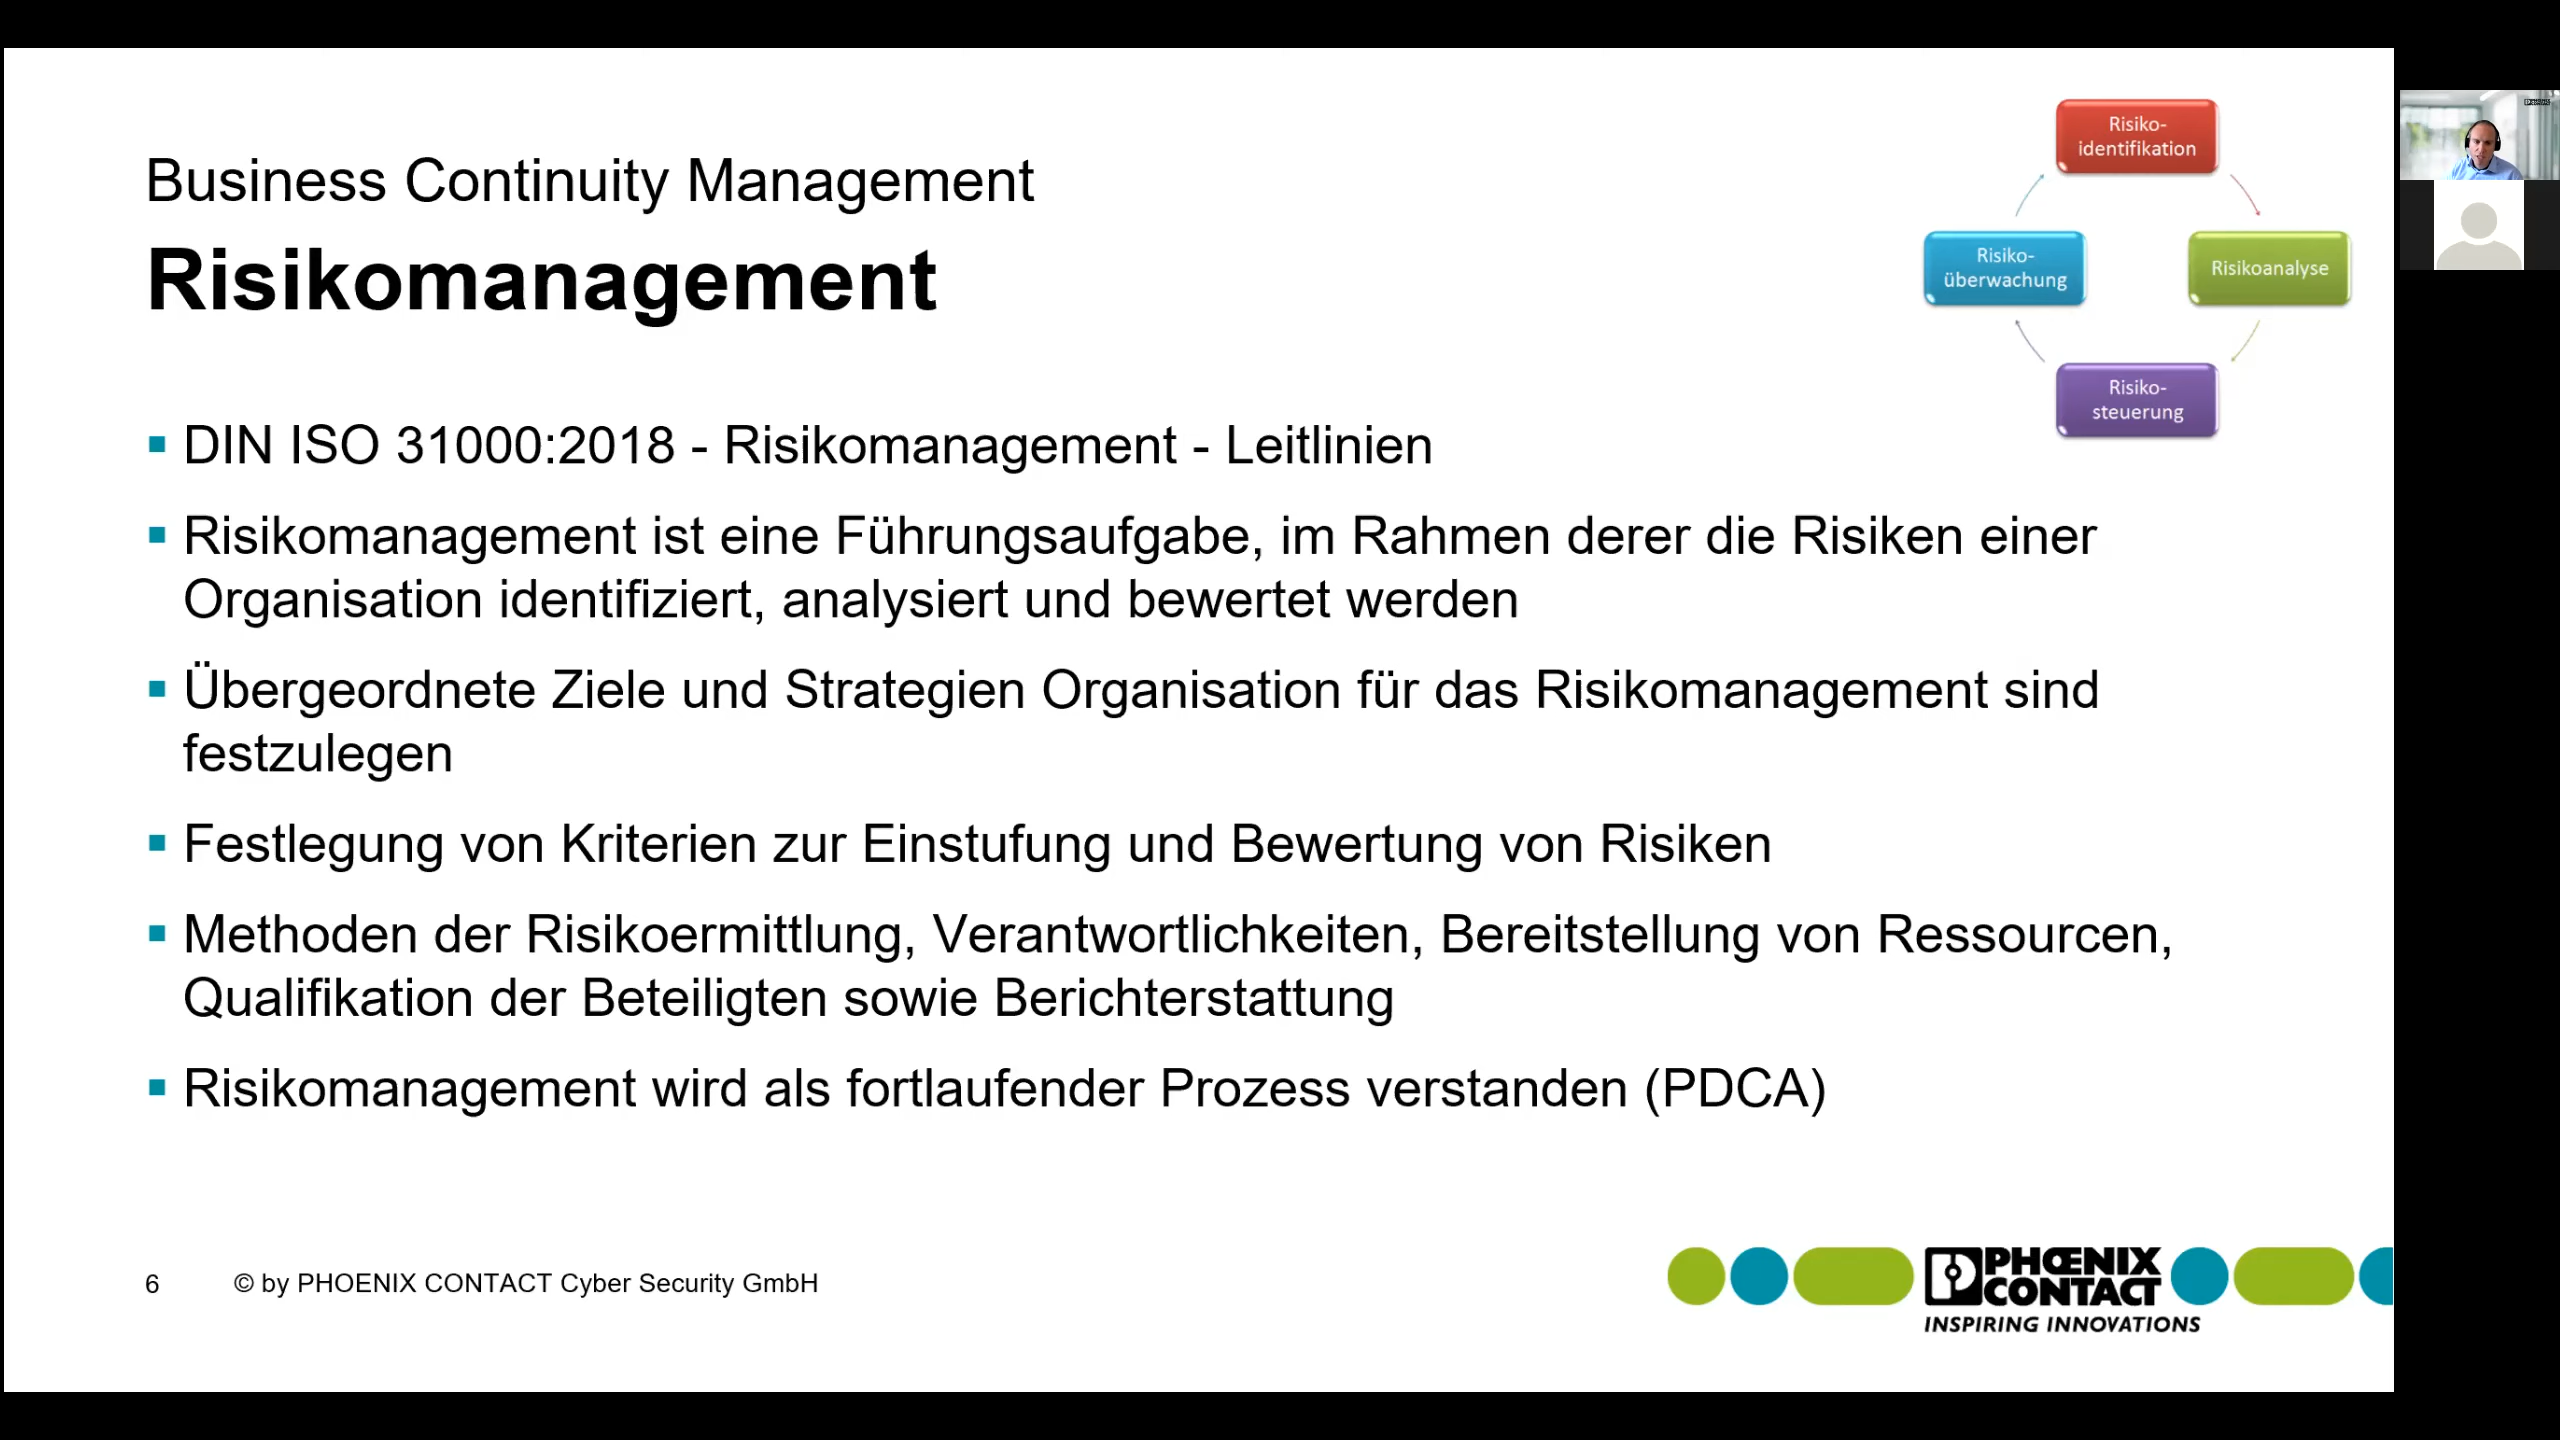 Business Continuity Management
Risikomanagement
Risiko-
identifikation
Risiko-
überwachung
Risikoanalyse
Risiko-
steuerung
▪ DIN ISO 31000:2018 - Risikomanagement - Leitlinien
▪ Risikomanagement ist eine Führungsaufgabe, im Rahmen derer die Risiken einer
Organisation identifiziert, analysiert und bewertet werden
▪ Übergeordnete Ziele und Strategien Organisation für das Risikomanagement sind
festzulegen
▪ Festlegung von Kriterien zur Einstufung und Bewertung von Risiken
▪ Methoden der Risikoermittlung, Verantwortlichkeiten, Bereitstellung von Ressourcen,
Qualifikation der Beteiligten sowie Berichterstattung
▪ Risikomanagement wird als fortlaufender Prozess verstanden (PDCA)
6 © by PHOENIX CONTACT Cyber Security GmbH
PHŒNIX
CONTACT
INSPIRING INNOVATIONS